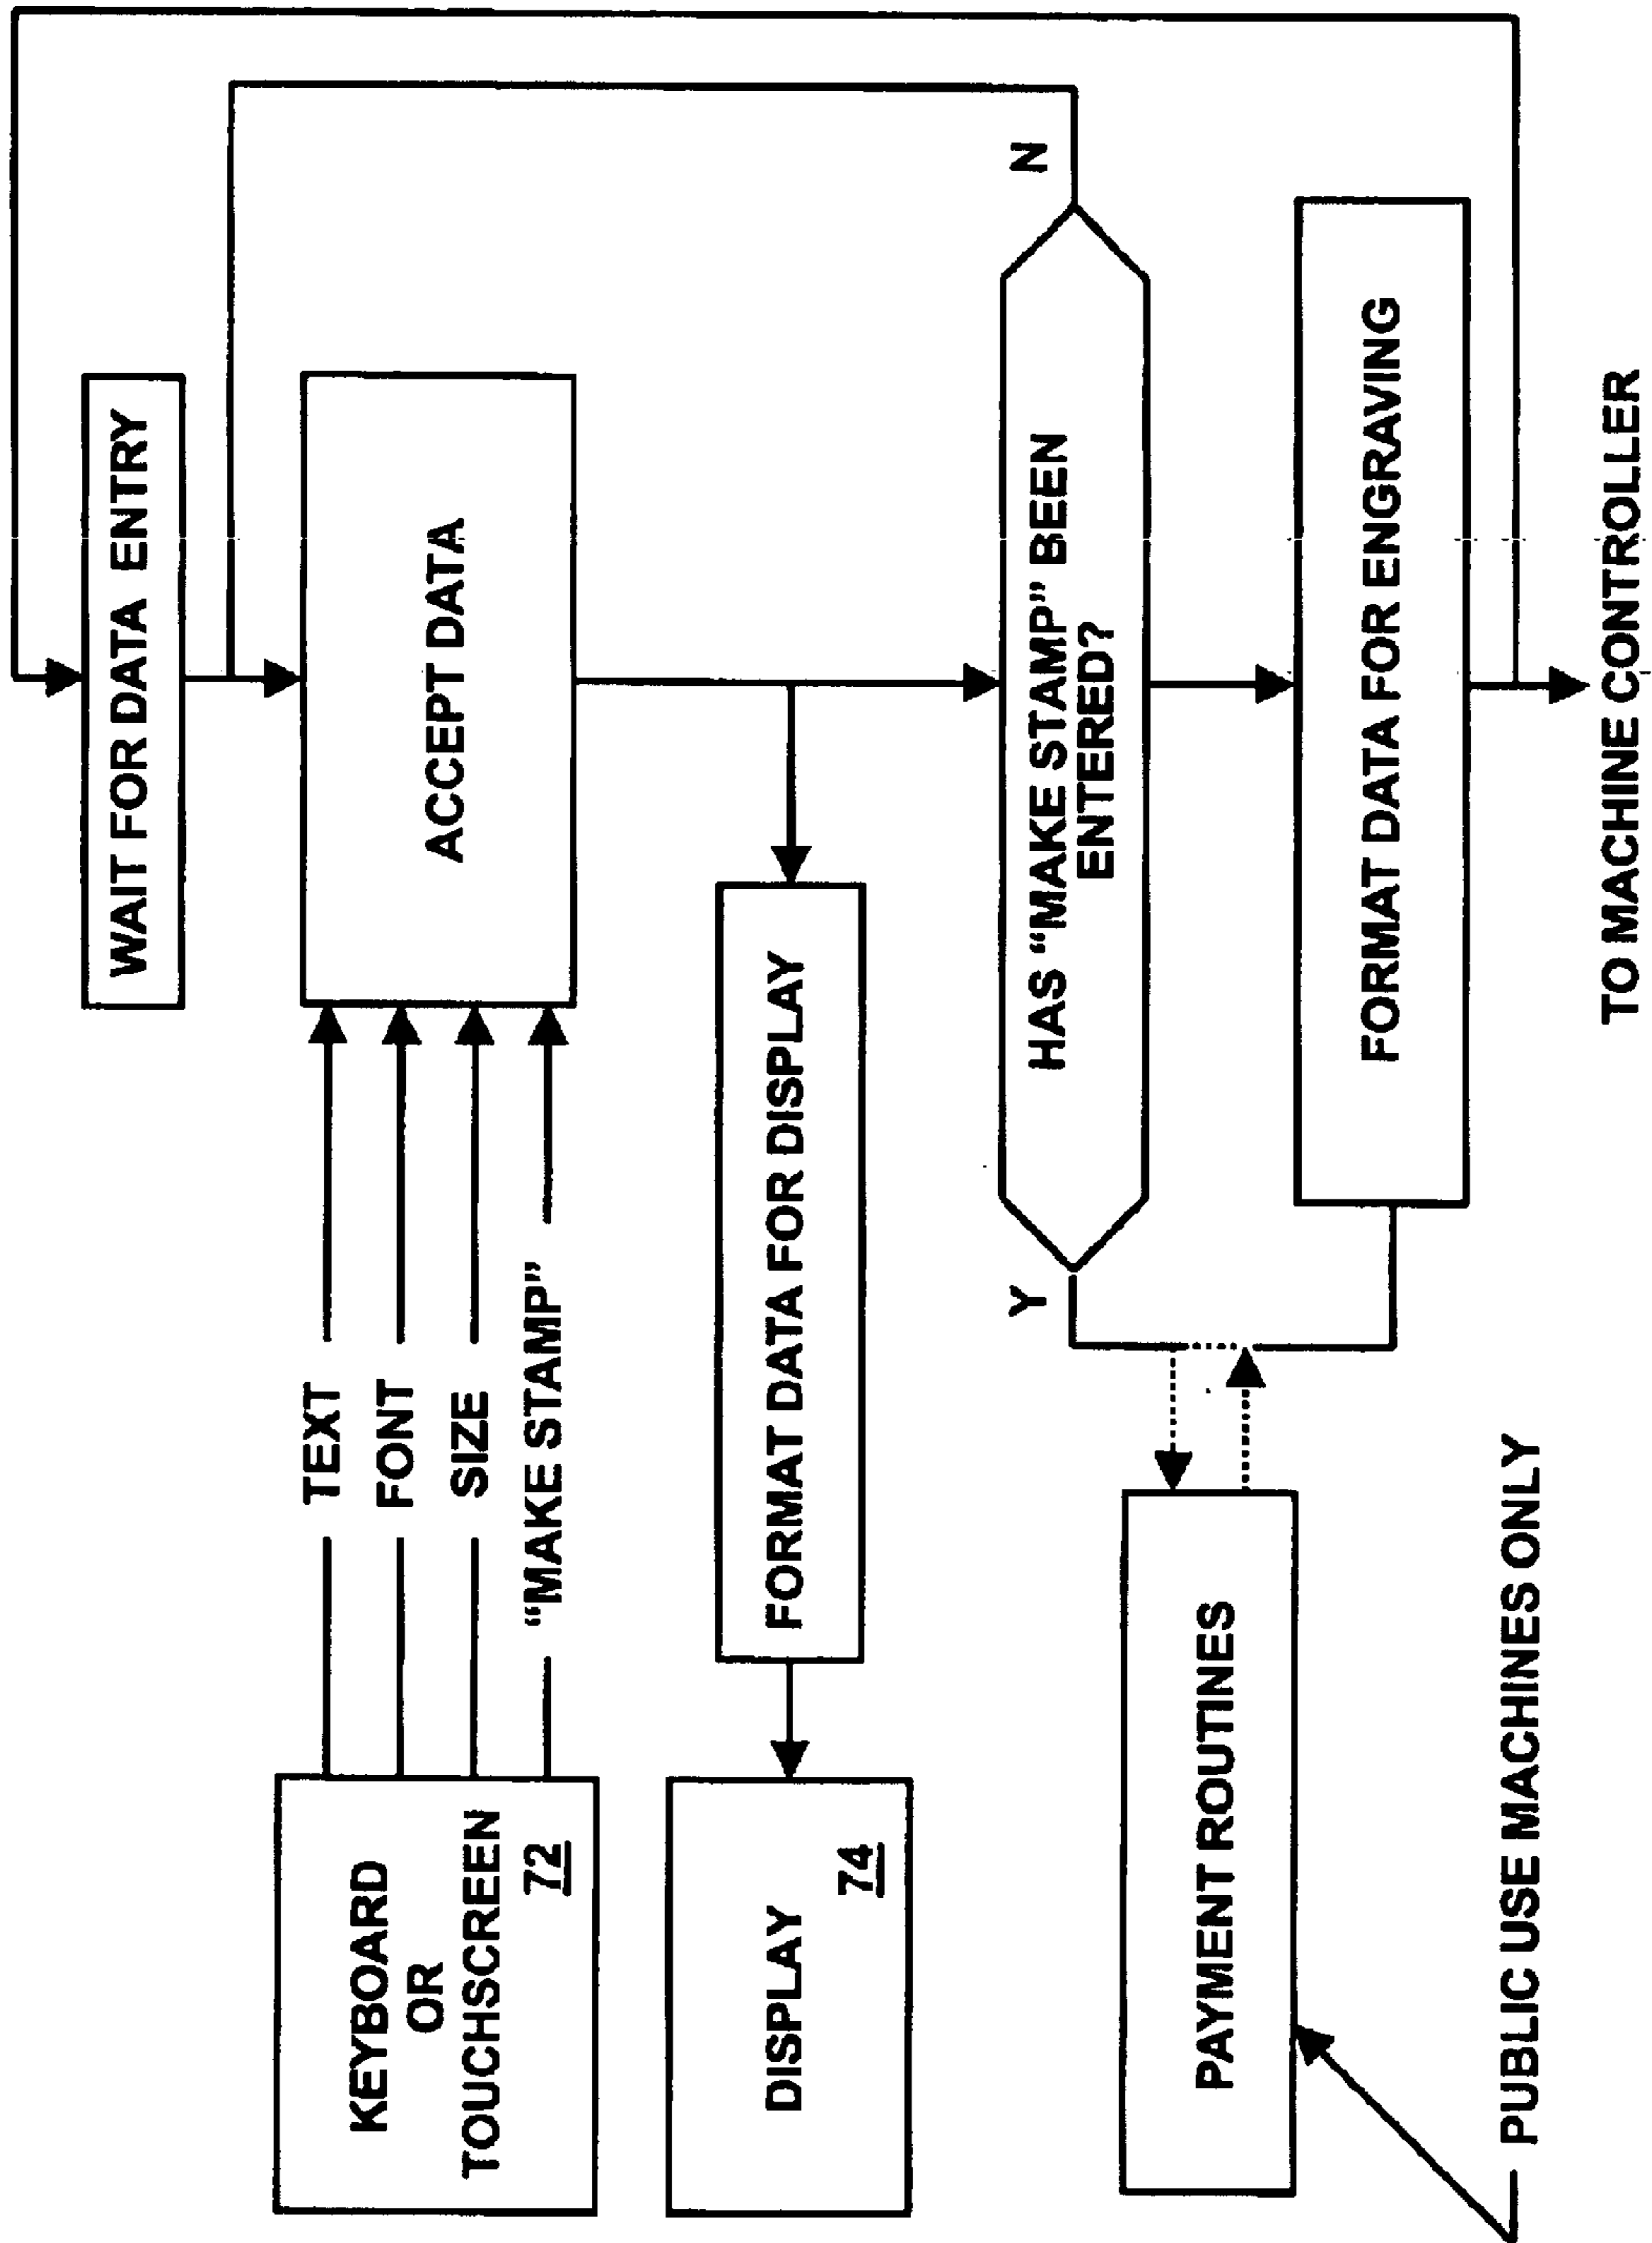 WAIT FOR DATA ENTRY
KEYBOARD
OR
TOUCHSCREEN
72
TEXT
FONT
SIZE
“MAKE STAMP”
ACCEPT DATA
DISPLAY
74
FORMAT DATA FOR DISPLAY
HAS “MAKE STAMP” BEEN
ENTERED?
Y
N
PAYMENT ROUTINES
FORMAT DATA FOR ENGRAVING
PUBLIC USE MACHINES ONLY
TO MACHINE CONTROLLER